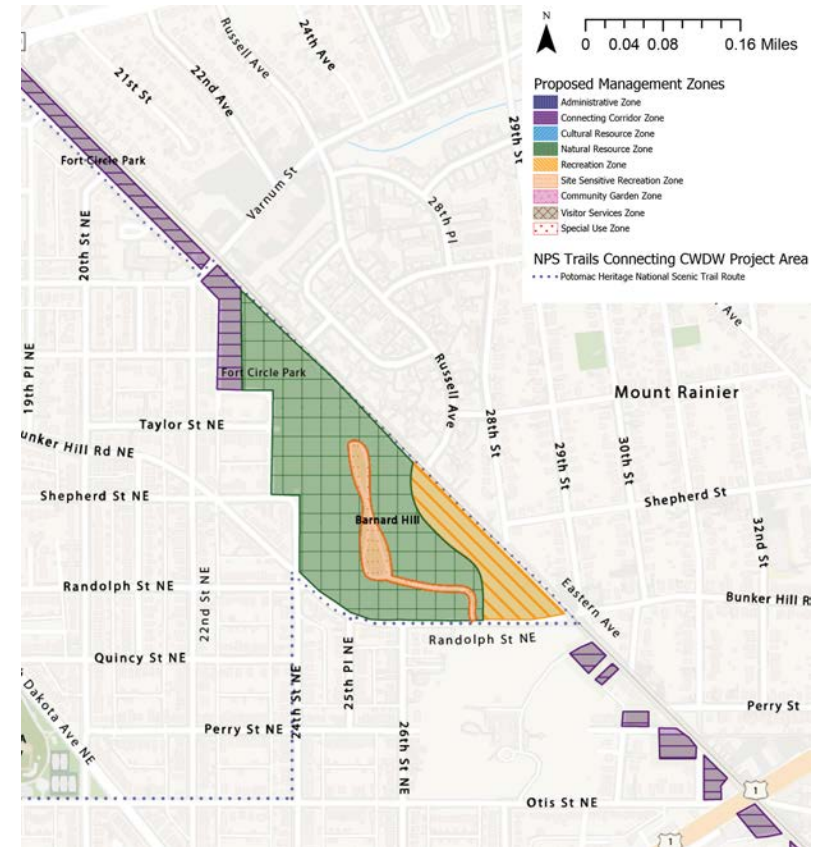 N
0 0.04 0.08 0.16 Miles
Proposed Management Zones
Administrative Zone
Connecting Corridor Zone
Cultural Resource Zone
Natural Resource Zone
Recreation Zone
Site Sensitive Recreation Zone
Community Garden Zone
Visitor Services Zone
Special Use Zone
NPS Trails Connecting CWDW Project Area
Potomac Heritage National Scenic Trail Route
24th Ave
Russell Ave
22nd Ave
21st St
29th St
Fort Circle Park
Varnum St
28th Pl
20th St NE
Ave
Fort Circle Park
Russell Ave
Mount Rainier
19th Pl NE
Taylor St NE
28th St
29th St
30th St
unker Hill Rd NE
Shepherd St NE
Shepherd St
Barnard Hill
32nd St
Randolph St NE
22nd St NE
Eastern Ave
Bunker Hill R
Randolph St NE
Quincy St NE
25th Pl NE
24th St NE
Dakota Ave NE
Perry St NE
26th St NE
Perry St
Otis St NE
1
1